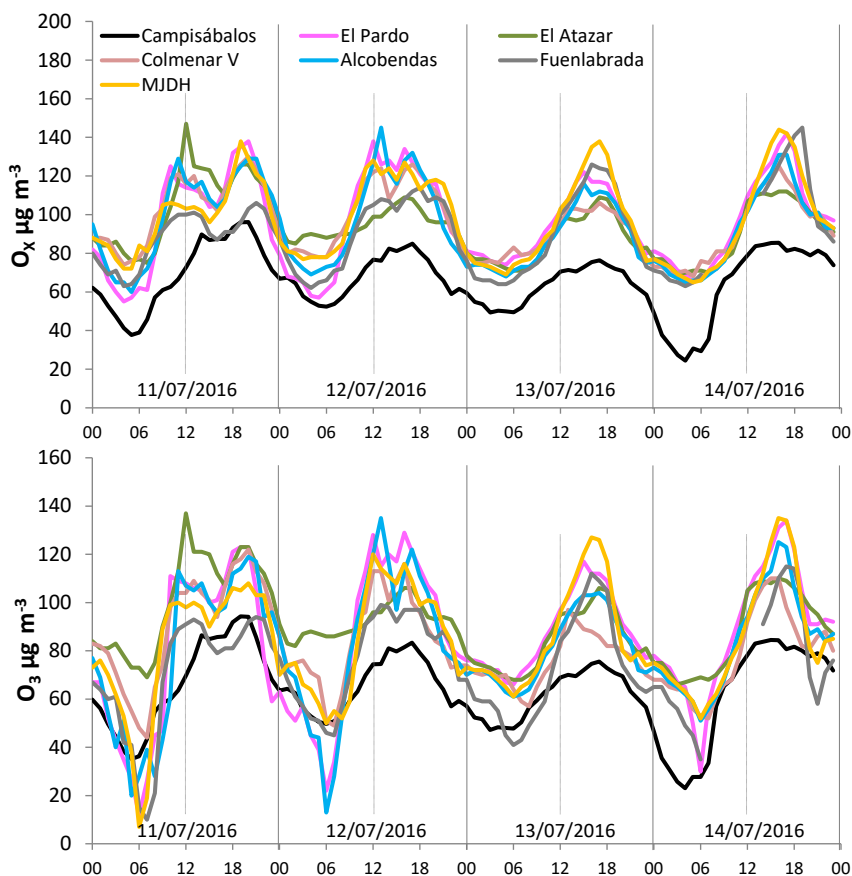 200
180
160
140
120
100
80
60
40
20
0
Oₓ µg m⁻³
Campisábalos El Pardo El Atazar
Colmenar V Alcobendas Fuenlabrada
MJDH
11/07/2016 12/07/2016 13/07/2016 14/07/2016
00 06 12 18 00 06 12 18 00 06 12 18 00 06 12 18 00
160
140
120
100
80
60
40
20
0
O₃ µg m⁻³
11/07/2016 12/07/2016 13/07/2016 14/07/2016
00 06 12 18 00 06 12 18 00 06 12 18 00 06 12 18 00